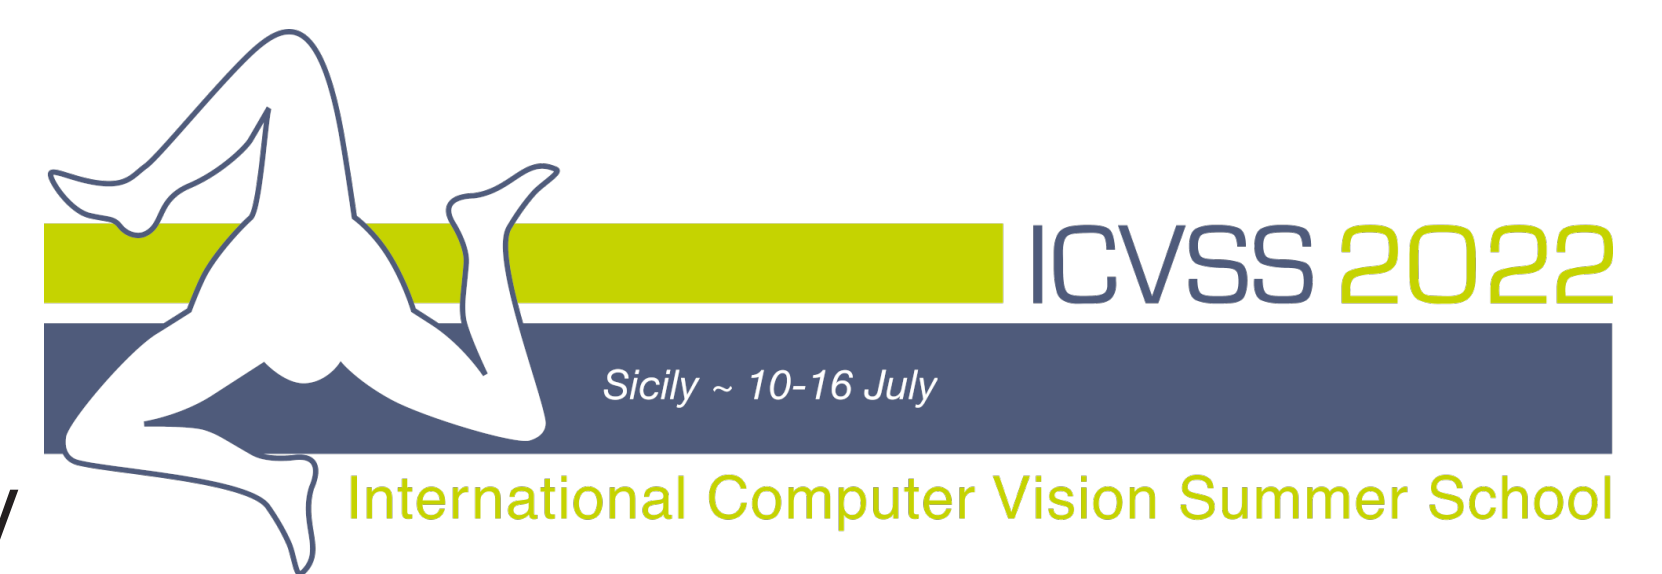 ICVSS 2022
Sicily ~ 10-16 July
International Computer Vision Summer School